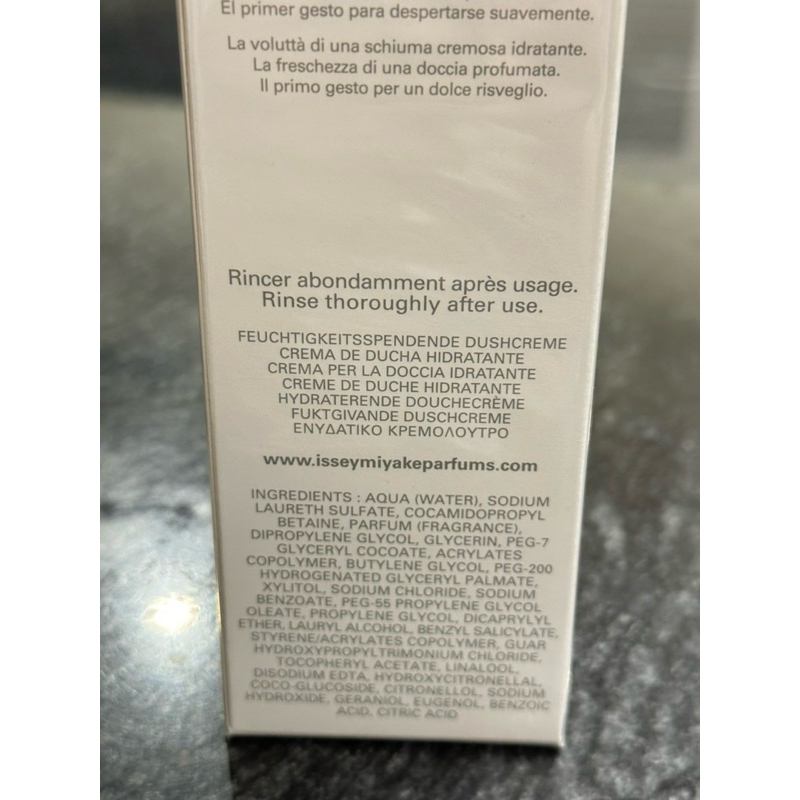 El primer gesto para despertarse suavemente.
La voluttà di una schiuma cremosa idratante.
La freschezza di una doccia profumata.
Il primo gesto per un dolce risveglio.
Rincer abondamment après usage.
Rinse thoroughly after use.
FEUCHTIGKEITSSPENDENDE DUSHCREME
CREMA DE DUCHA HIDRATANTE
CREMA PER LA DOCCIA IDRATANTE
CREME DE DUCHE HIDRATANTE
HYDRATERENDE DOUCHECRÈME
FUKTGIVANDE DUSCHCREME
ΕΝΥΔΑΤΙΚΟ ΚΡΕΜΟΛΟΥΤΡΟ
www.isseymiyakeparfums.com
INGREDIENTS : AQUA (WATER), SODIUM
LAURETH SULFATE, COCAMIDOPROPYL
BETAINE, PARFUM (FRAGRANCE),
DIPROPYLENE GLYCOL, GLYCERIN, PEG-7
GLYCERYL COCOATE, ACRYLATES
COPOLYMER, BUTYLENE GLYCOL, PEG-200
HYDROGENATED GLYCERYL PALMATE,
XYLITOL, SODIUM CHLORIDE, SODIUM
BENZOATE, PEG-55 PROPYLENE GLYCOL
OLEATE, PROPYLENE GLYCOL, DICAPRYLYL
ETHER, LAURYL ALCOHOL, BENZYL SALICYLATE,
STYRENE/ACRYLATES COPOLYMER, GUAR
HYDROXYPROPYLTRIMONIUM CHLORIDE,
TOCOPHERYL ACETATE, LINALOOL,
DISODIUM EDTA, HYDROXYCITRONELLAL,
COCO-GLUCOSIDE, CITRONELLOL, SODIUM
HYDROXIDE, GERANIOL, EUGENOL, BENZOIC
ACID, CITRIC ACID